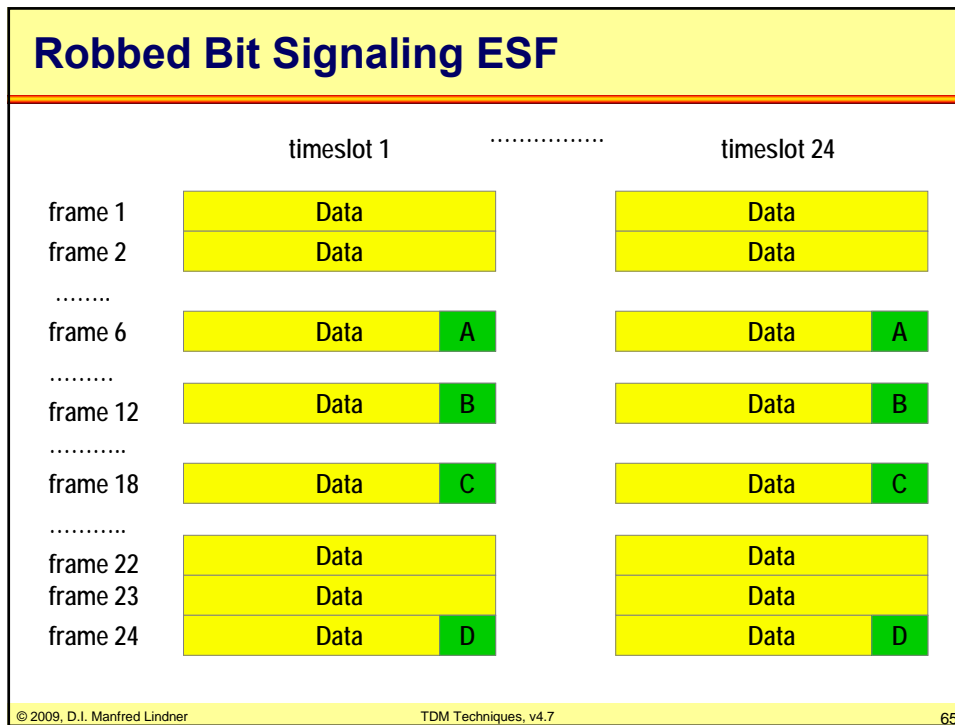 Robbed Bit Signaling ESF
timeslot 1 ................ timeslot 24
frame 1 Data Data
frame 2 Data Data
........
frame 6 Data A Data A
.........
frame 12 Data B Data B
...........
frame 18 Data C Data C
...........
frame 22 Data Data
frame 23 Data Data
frame 24 Data D Data D
© 2009, D.I. Manfred Lindner TDM Techniques, v4.7 65